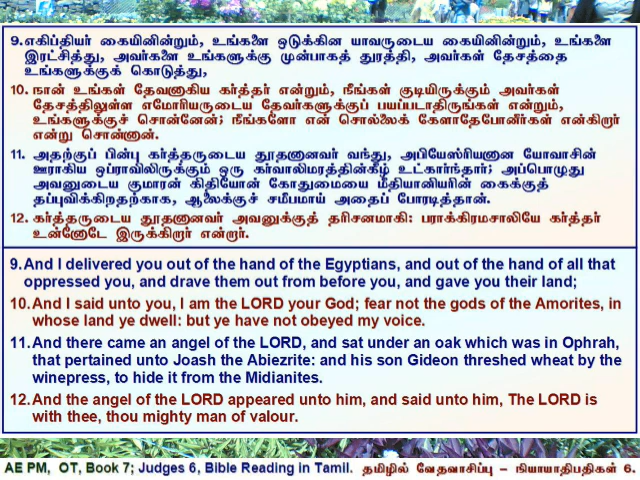 9.எகிப்தியர் கையினின்றும், உங்களை ஒடுக்கின யாவருடைய கையினின்றும், உங்களை
இரட்சித்து, அவர்களை உங்களுக்கு முன்பாகத் துரத்தி, அவர்கள் தேசத்தை
உங்களுக்குக் கொடுத்து,
10. நான் உங்கள் தேவனாகிய கர்த்தர் என்றும், நீங்கள் குடியிருக்கும் அவர்கள்
தேசத்திலுள்ள எமோரியருடைய தேவர்களுக்குப் பயப்படாதிருங்கள் என்றும்,
உங்களுக்குச் சொன்னேன்; நீங்களோ என் சொல்லைக் கேளாதேபோனீர்கள் என்கிறார்
என்று சொன்னான்.
11. அதற்குப் பின்பு கர்த்தருடைய தூதனானவர் வந்து, அபியேஸ்ரியனான யோவாசின்
ஊராகிய ஒப்ராவிலிருக்கும் ஒரு கர்வாலிமரத்தின்கீழ் உட்கார்ந்தார்; அப்பொழுது
அவனுடைய குமாரன் கிதியோன் கோதுமையை மீதியானியரின் கைக்குத்
தப்புவிக்கிறதற்காக, ஆலைக்குச் சமீபமாய் அதைப் போரடித்தான்.
12. கர்த்தருடைய தூதனானவர் அவனுக்குத் தரிசனமாகி: பராக்கிரமசாலியே கர்த்தர்
உன்னோடே இருக்கிறார் என்றார்.
9.And I delivered you out of the hand of the Egyptians, and out of the hand of all that
oppressed you, and drave them out from before you, and gave you their land;
10.And I said unto you, I am the LORD your God; fear not the gods of the Amorites, in
whose land ye dwell: but ye have not obeyed my voice.
11.And there came an angel of the LORD, and sat under an oak which was in Ophrah,
that pertained unto Joash the Abiezrite: and his son Gideon threshed wheat by the
winepress, to hide it from the Midianites.
12.And the angel of the LORD appeared unto him, and said unto him, The LORD is
with thee, thou mighty man of valour.
AE PM, OT, Book 7; Judges 6, Bible Reading in Tamil. தமிழில் வேதவாசிப்பு – நியாயாதிபதிகள் 6.